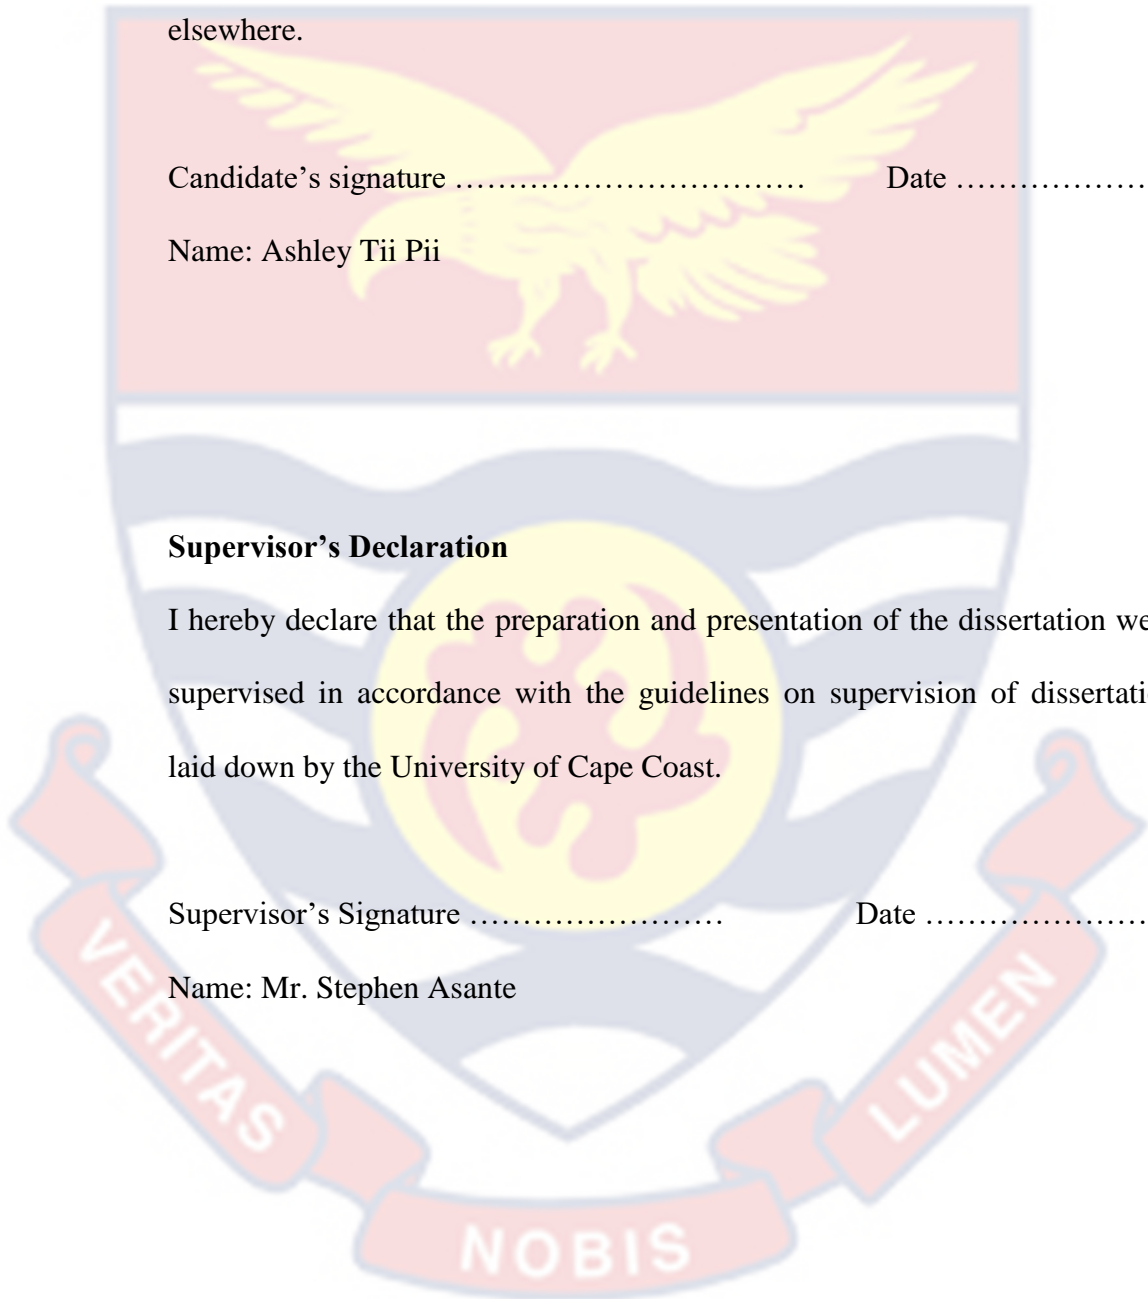 elsewhere.
Candidate’s signature ……………………………. Date ………………
Name: Ashley Tii Pii
Supervisor’s Declaration
I hereby declare that the preparation and presentation of the dissertation we
supervised in accordance with the guidelines on supervision of dissertati
laid down by the University of Cape Coast.
Supervisor’s Signature …………………… Date …………………
Name: Mr. Stephen Asante
VERITAS
NOBIS
LUMEN